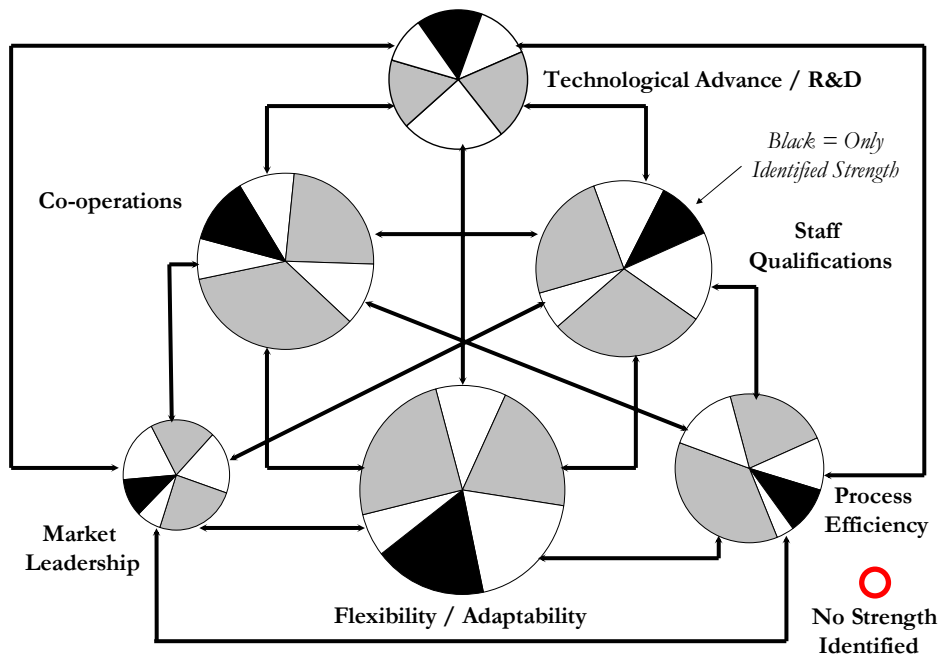 Technological Advance / R&D
Black = Only
Identified Strength
Co-operations
Staff
Qualifications
Market
Leadership
Process
Efficiency
Flexibility / Adaptability
No Strength
Identified